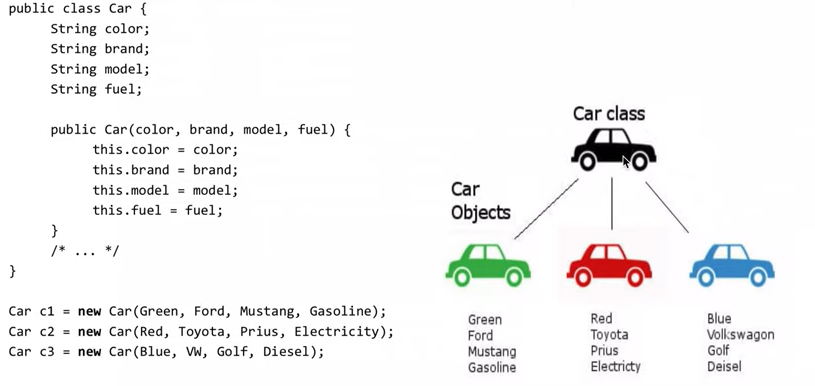 public class Car {
String color;
String brand;
String model;
String fuel;
public Car(color, brand, model, fuel) {
this.color = color;
this.brand = brand;
this.model = model;
this.fuel = fuel;
}
/* ... */
}
Car c1 = new Car(Green, Ford, Mustang, Gasoline);
Car c2 = new Car(Red, Toyota, Prius, Electricity);
Car c3 = new Car(Blue, VW, Golf, Diesel);
Car class
Car
Objects
Green
Ford
Mustang
Gasoline
Red
Toyota
Prius
Electricty
Blue
Volkswagon
Golf
Deisel